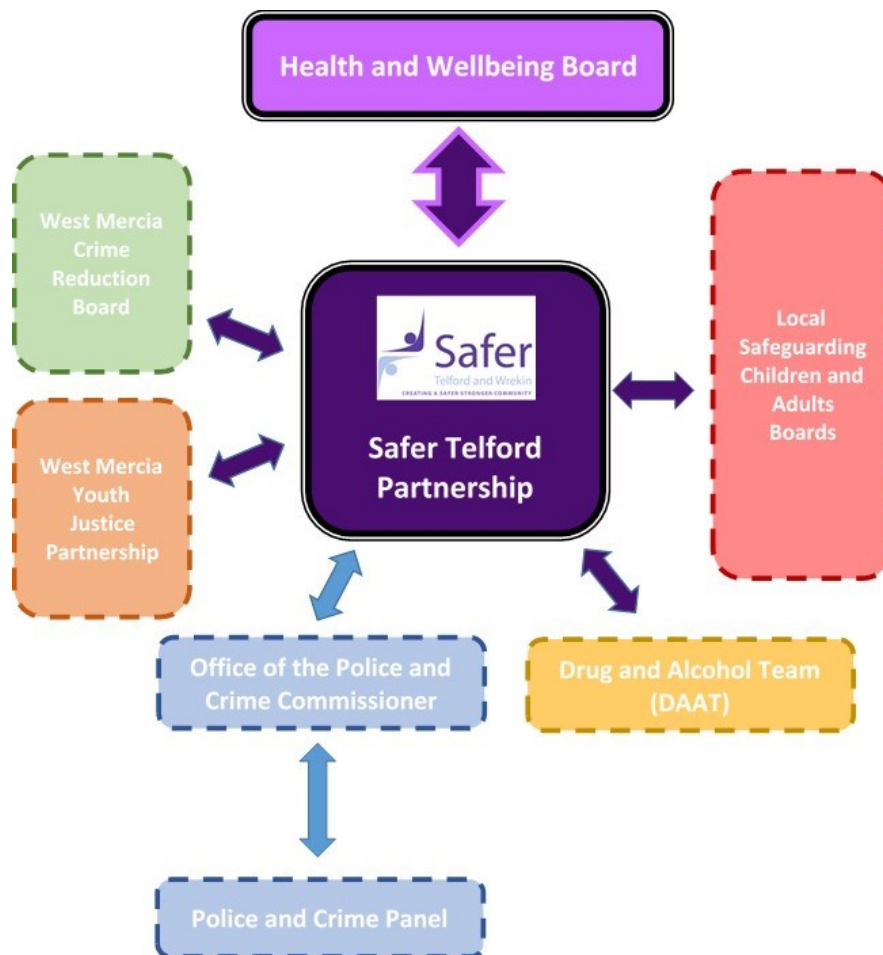 Health and Wellbeing Board
West Mercia
Crime
Reduction
Board
Safer
Telford and Wrekin
CREATING A SAFER STRONGER COMMUNITY
Safer Telford
Partnership
Local
Safeguarding
Children and
Adults
Boards
West Mercia
Youth
Justice
Partnership
Office of the Police and
Crime Commissioner
Drug and Alcohol Team
(DAAT)
Police and Crime Panel